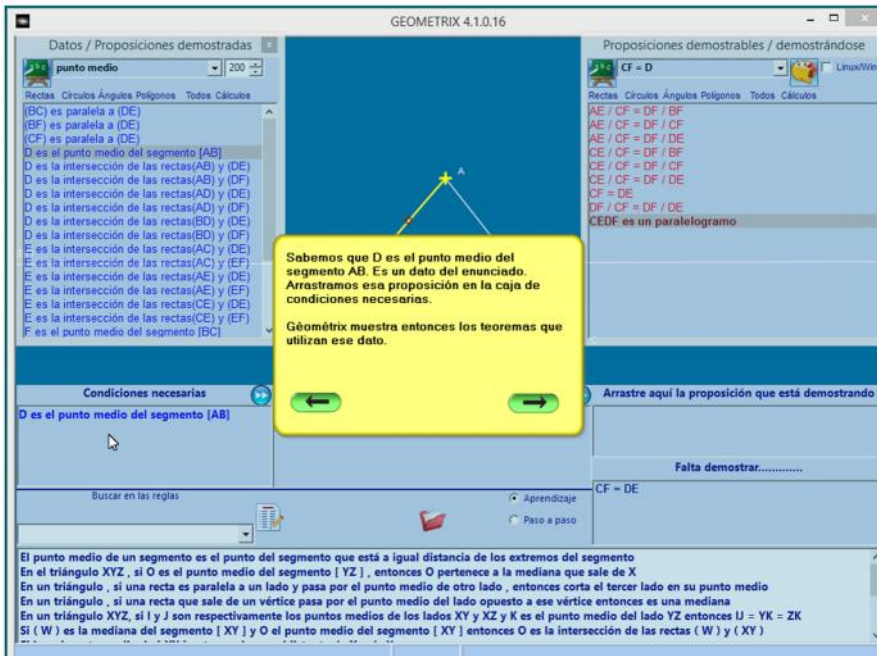 GEOMETRIX 4.1.0.16
Datos / Proposiciones demostradas
punto medio
200
Rectas Círculos Ángulos Polígonos Todos Cálculos
(BC) es paralela a (DE)
(BF) es paralela a (DE)
(CF) es paralela a (DE)
D es el punto medio del segmento [AB]
D es la intersección de las rectas(AB) y (DE)
D es la intersección de las rectas(AB) y (DF)
D es la intersección de las rectas(AD) y (DE)
D es la intersección de las rectas(AD) y (DF)
D es la intersección de las rectas(BD) y (DE)
D es la intersección de las rectas(BD) y (DF)
E es la intersección de las rectas(AC) y (DE)
E es la intersección de las rectas(AC) y (EF)
E es la intersección de las rectas(AE) y (DE)
E es la intersección de las rectas(AE) y (EF)
E es la intersección de las rectas(CE) y (DE)
E es la intersección de las rectas(CE) y (EF)
F es el punto medio del segmento [BC]
A
Sabemos que D es el punto medio del
segmento AB. Es un dato del enunciado.
Arrastramos esa proposición en la caja de
condiciones necesarias.
Géométrix muestra entonces los teoremas que
utilizan ese dato.
Proposiciones demostrables / demostrándose
CF = D
Linux/Win
Rectas Círculos Ángulos Polígonos Todos Cálculos
AE / CF = DF / BF
AE / CF = DF / CF
AE / CF = DF / DE
CE / CF = DF / BF
CE / CF = DF / CF
CE / CF = DF / DE
CF = DE
DF / CF = DF / DE
CEDF es un paralelogramo
Condiciones necesarias
D es el punto medio del segmento [AB]
Arrastre aquí la proposición que está demostrando
Falta demostrar.............
CF = DE
Buscar en las reglas
Aprendizaje
Paso a paso
El punto medio de un segmento es el punto del segmento que está a igual distancia de los extremos del segmento
En el triángulo XYZ , si O es el punto medio del segmento [ YZ ] , entonces O pertenece a la mediana que sale de X
En un triángulo , si una recta es paralela a un lado y pasa por el punto medio de otro lado , entonces corta el tercer lado en su punto medio
En un triángulo , si una recta que sale de un vértice pasa por el punto medio del lado opuesto a ese vértice entonces es una mediana
En un triángulo XYZ, si I y J son respectivamente los puntos medios de los lados XY y XZ y K es el punto medio del lado YZ entonces IJ = YK = ZK
Si ( W ) es la mediana del segmento [ XY ] y O el punto medio del segmento [ XY ] entonces O es la intersección de las rectas ( W ) y ( XY )